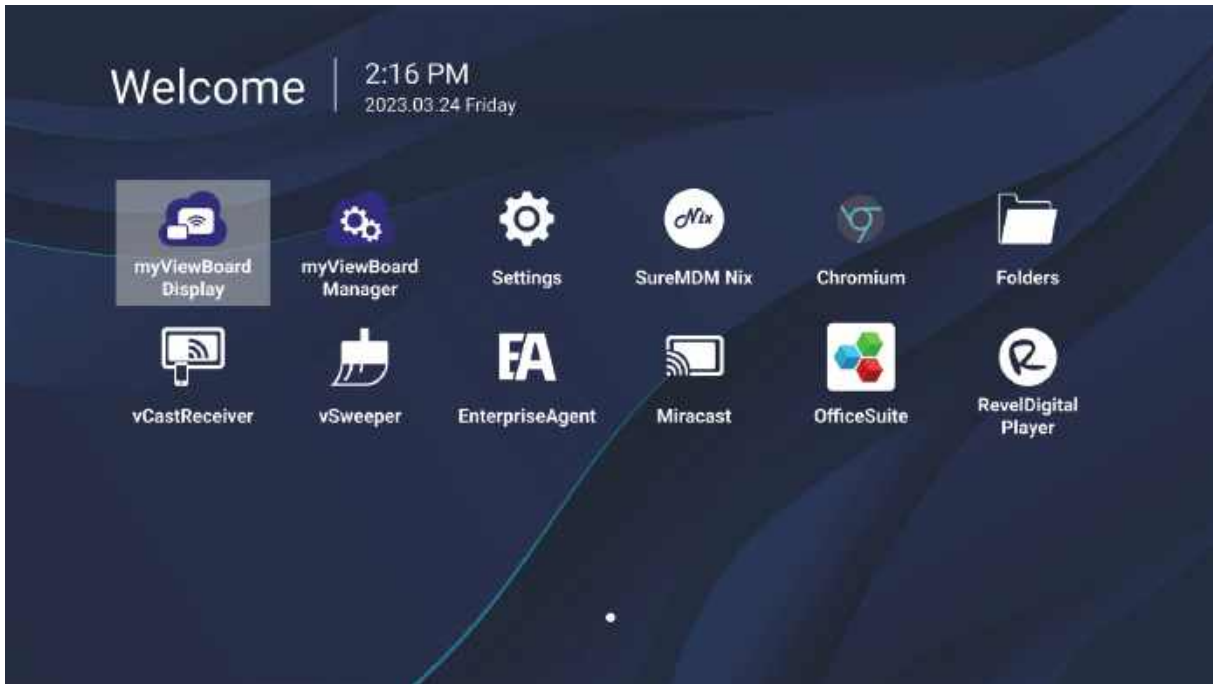 Welcome
2:16 PM
2023.03.24 Friday
myViewBoard
Display
myViewBoard
Manager
Settings
Nix
SureMDM Nix
Chromium
Folders
vCastReceiver
vSweeper
EA
EnterpriseAgent
Miracast
OfficeSuite
R
RevelDigital
Player